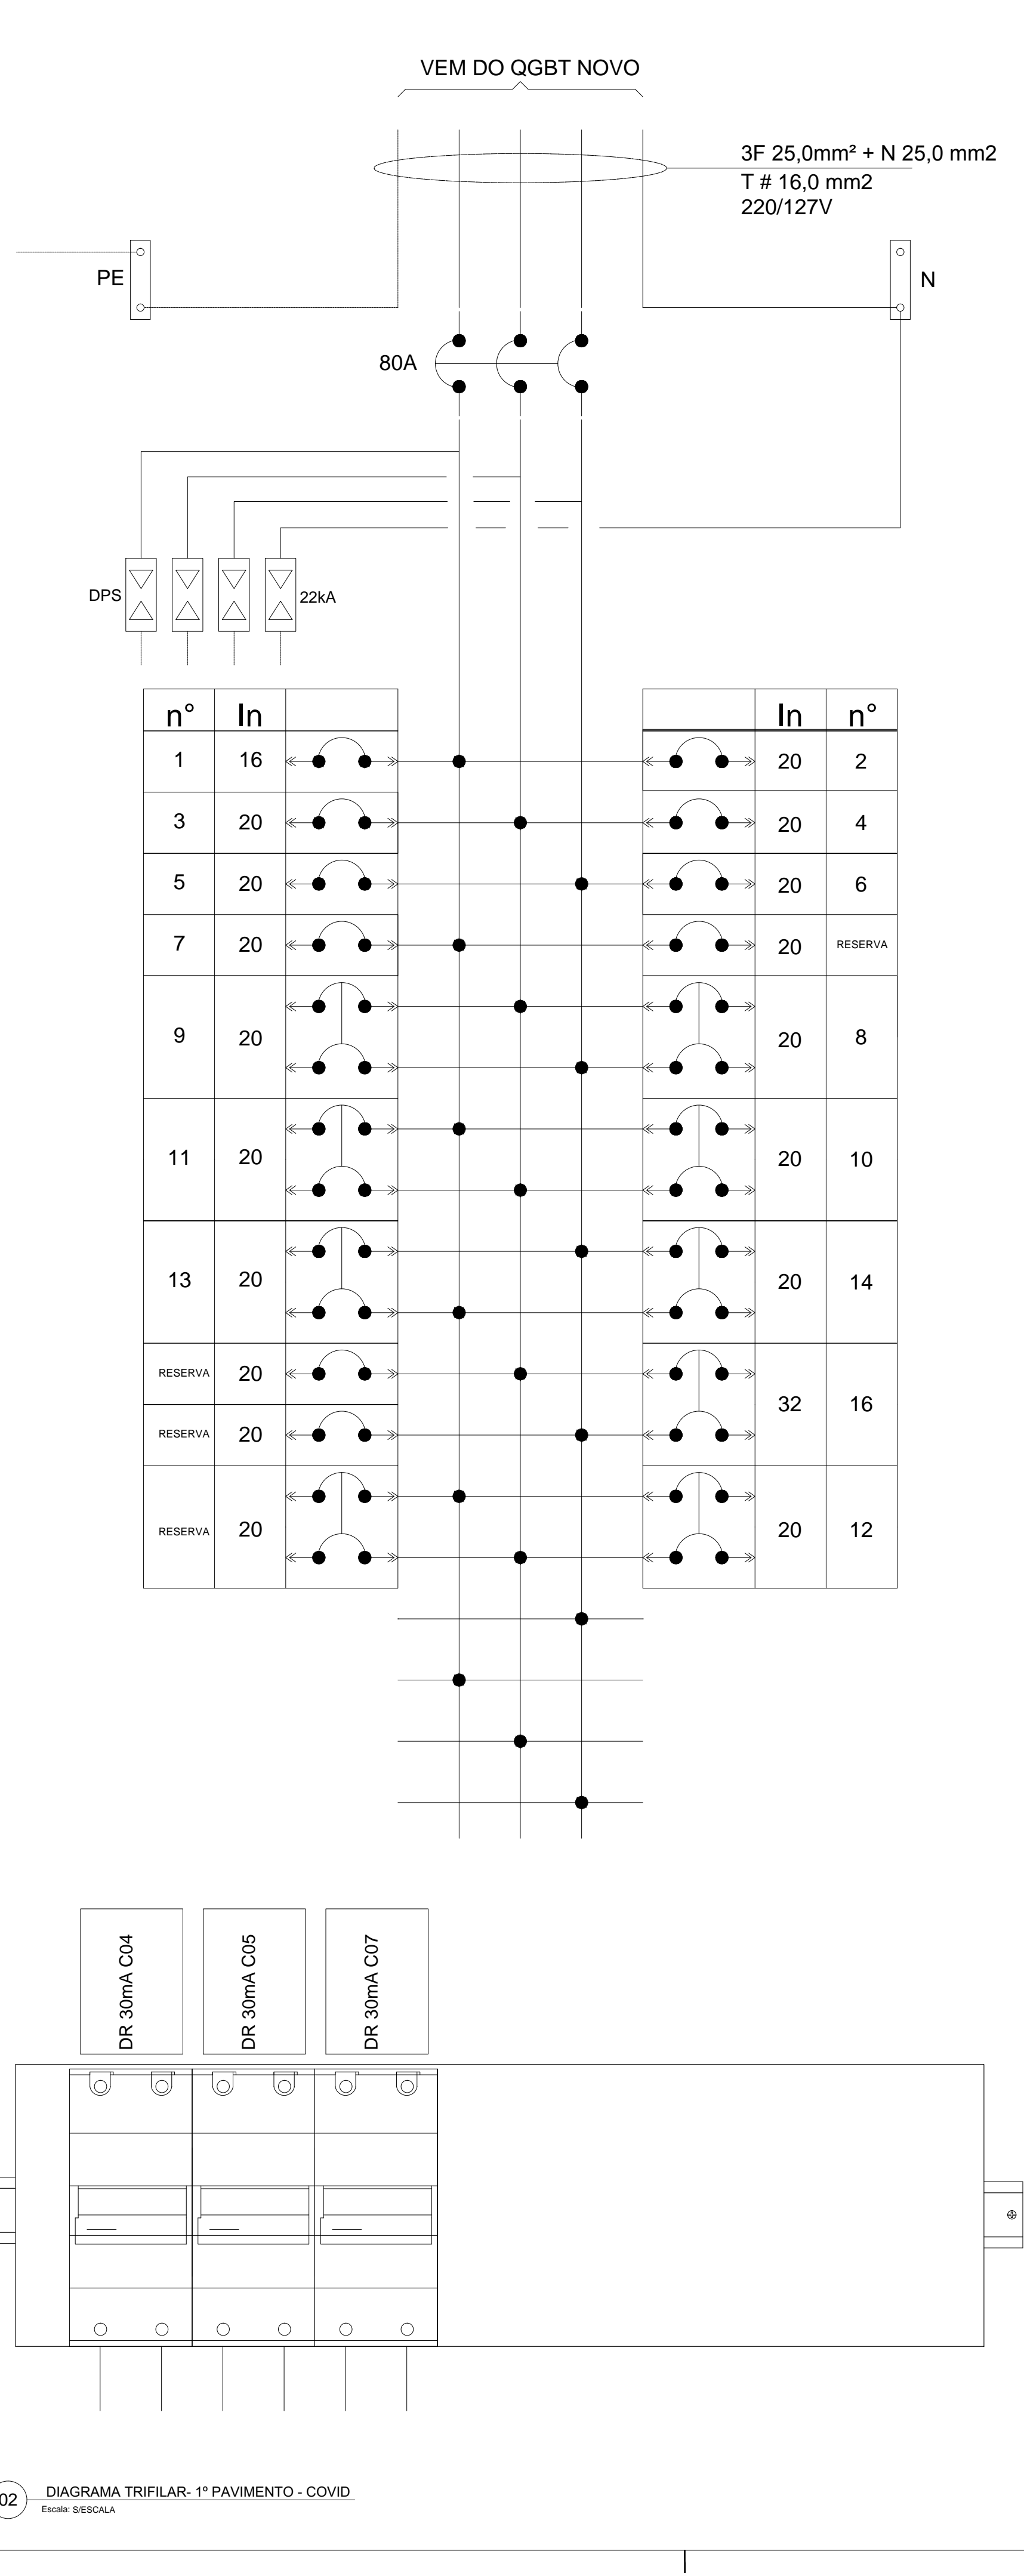 VEM DO QGBT NOVO
3F 25,0mm² + N 25,0 mm2
T # 16,0 mm2
220/127V
PE
N
80A
DPS
22kA
n° In In n°
1 16 20 2
3 20 20 4
5 20 20 6
7 20 20 RESERVA
9 20 20 8
11 20 20 10
13 20 20 14
RESERVA 20
32 16
RESERVA 20
RESERVA 20 20 12
DR 30mA C04
DR 30mA C05
DR 30mA C07
02
DIAGRAMA TRIFILAR- 1º PAVIMENTO - COVID
Escala: S/ESCALA